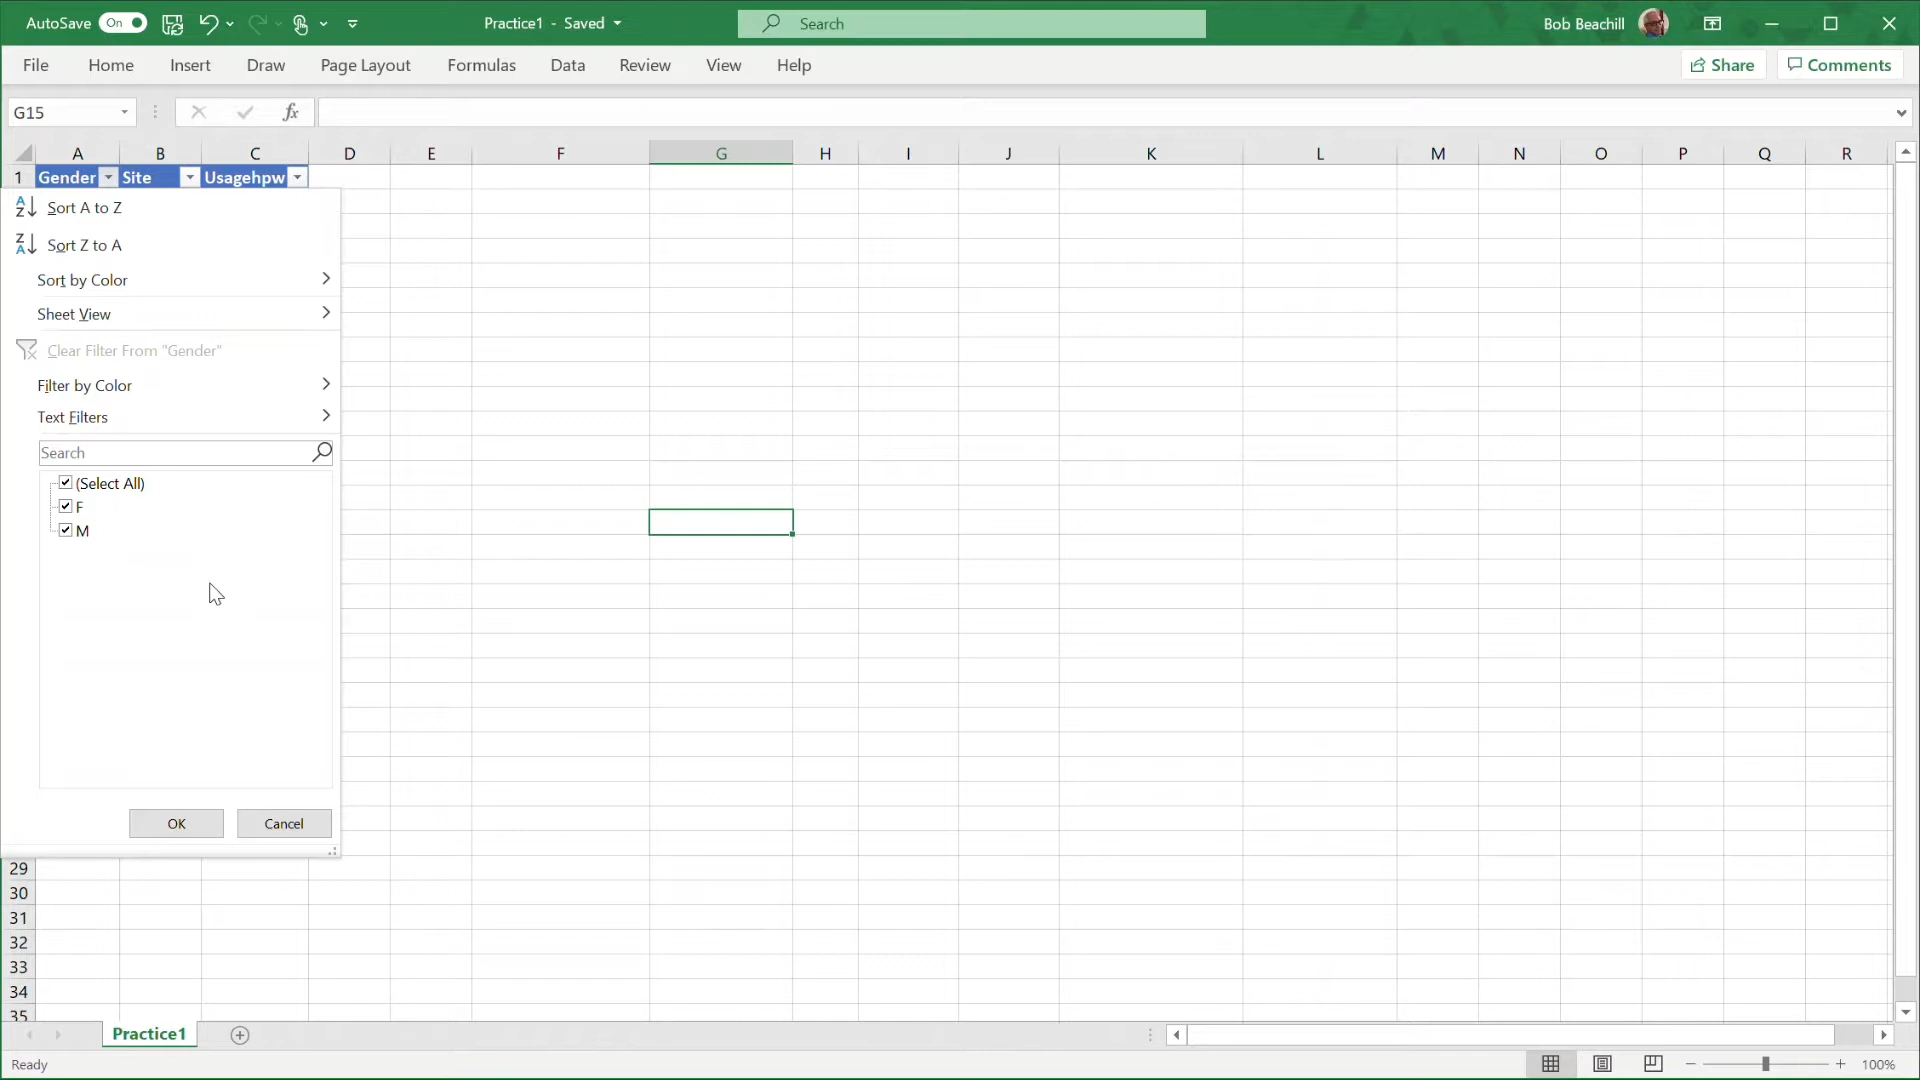 AutoSave On Practice1 - Saved Search Bob Beachill
File Home Insert Draw Page Layout Formulas Data Review View Help Share Comments
G15 fx
A B C D E F G H I J K L M N O P Q R
1 Gender Site Usagehpw
Sort A to Z
Sort Z to A
Sort by Color
Sheet View
Clear Filter From "Gender"
Filter by Color
Text Filters
Search
(Select All)
F
M
OK Cancel
29
30
31
32
33
34
35
Practice1
Ready 100%